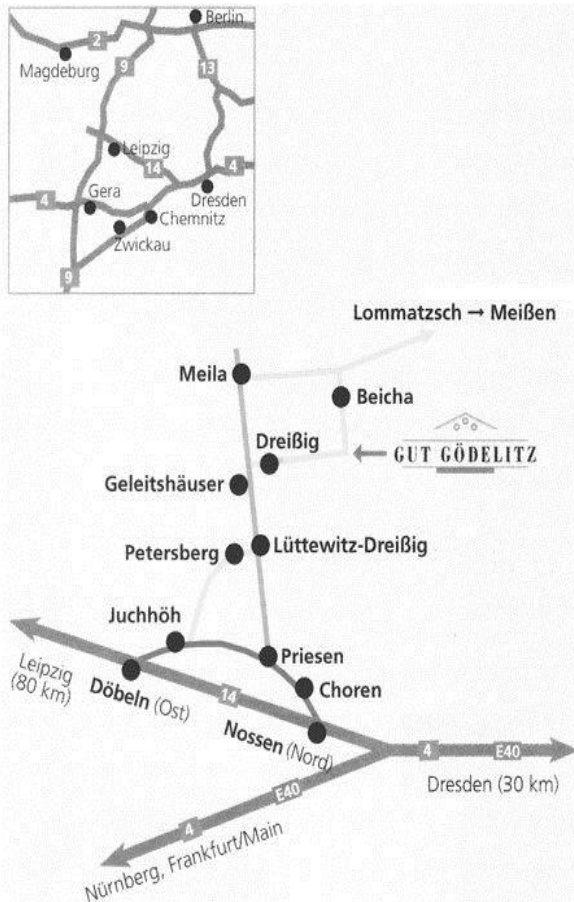 Berlin
2
Magdeburg
9
13
Leipzig
14
4
Gera
4
Dresden
Chemnitz
Zwickau
9
Lommatzsch → Meißen
Meila
Beicha
Dreißig
GUT GÖDELITZ
Geleitshäuser
Petersberg
Lüttewitz-Dreißig
Juchhöh
Priesen
Leipzig
(80 km)
Döbeln (Ost)
14
Choren
Nossen (Nord)
4
E40
Dresden (30 km)
E40
4
Nürnberg, Frankfurt/Main